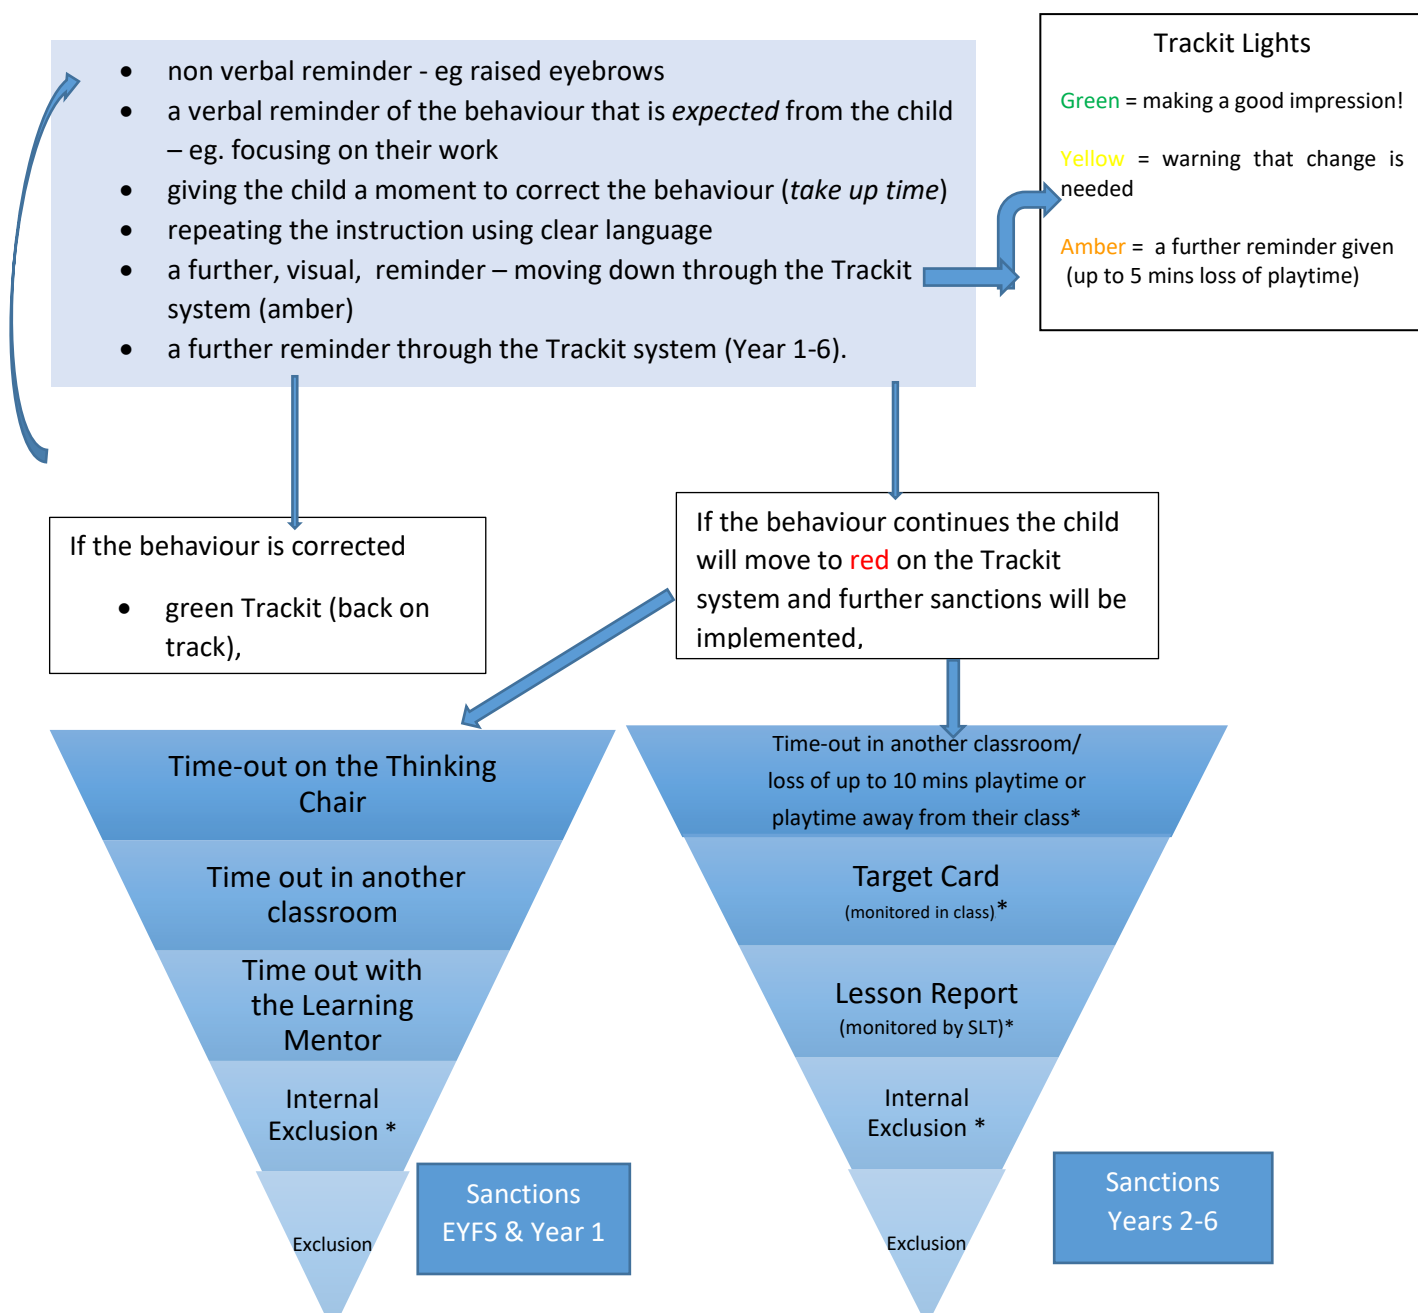 • non verbal reminder - eg raised eyebrows
• a verbal reminder of the behaviour that is expected from the child
– eg. focusing on their work
• giving the child a moment to correct the behaviour (take up time)
• repeating the instruction using clear language
• a further, visual,  reminder – moving down through the Trackit
system (amber)
• a further reminder through the Trackit system (Year 1-6).
Trackit Lights
Green = making a good impression!
Yellow = warning that change is
needed
Amber =  a further reminder given
(up to 5 mins loss of playtime)
If the behaviour is corrected
• green Trackit (back on
track),
If the behaviour continues the child
will move to red on the Trackit
system and further sanctions will be
implemented,
Time-out on the Thinking
Chair
Time out in another
classroom
Time out with
the Learning
Mentor
Internal
Exclusion *
Exclusion
Sanctions
EYFS & Year 1
Time-out in another classroom/
loss of up to 10 mins playtime or
playtime away from their class*
Target Card
(monitored in class)*
Lesson Report
(monitored by SLT)*
Internal
Exclusion *
Exclusion
Sanctions
Years 2-6